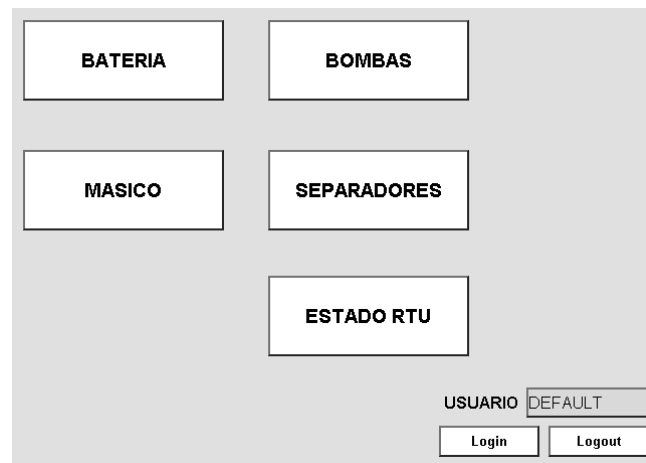 BATERIA BOMBAS
MASICO SEPARADORES
ESTADO RTU
USUARIO DEFAULT
Login Logout